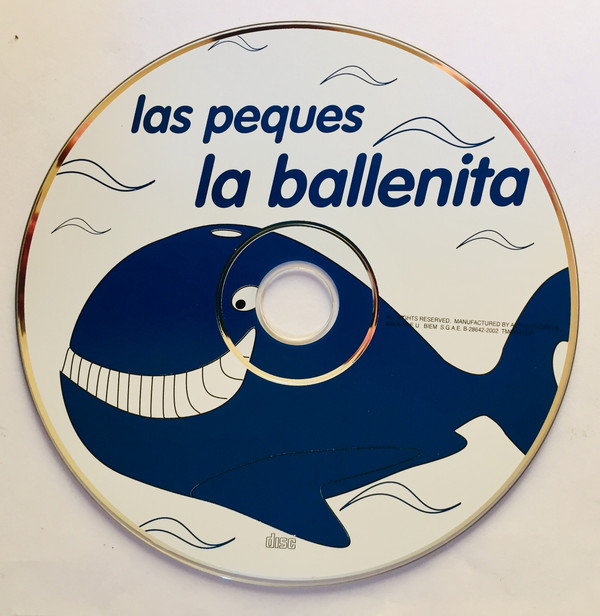 las peques
la ballenita
RIGHTS RESERVED. MANUFACTURED BY
BIEM S.G.A.E. B-28642-2002
disc